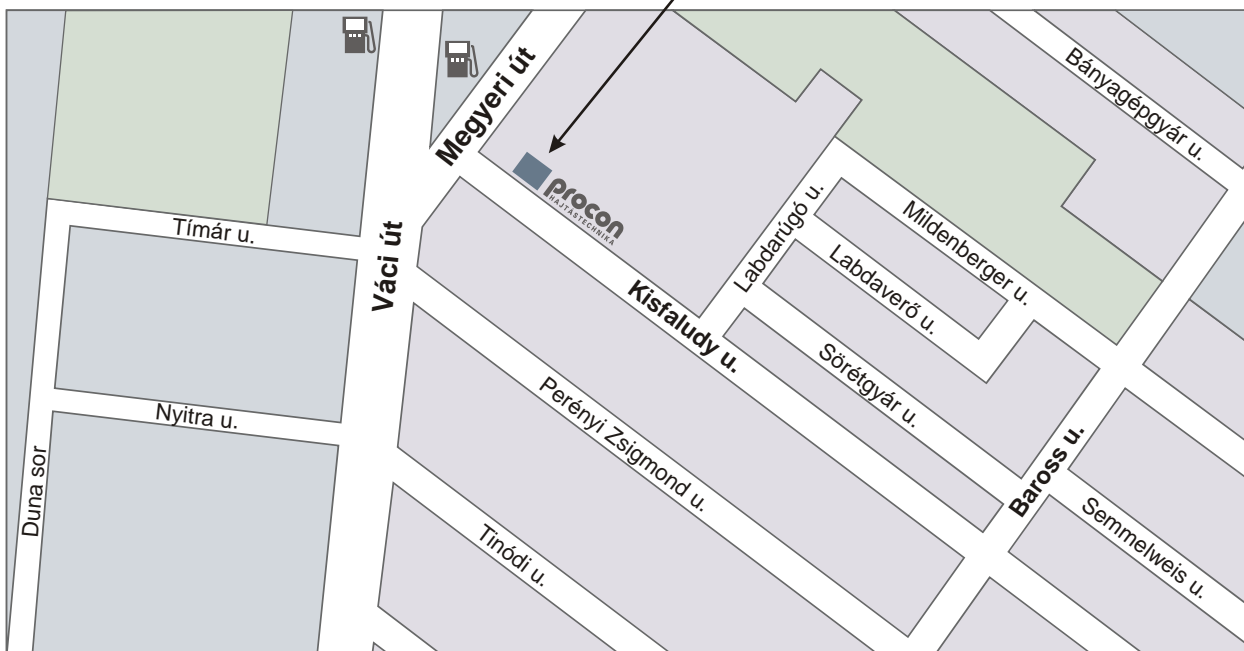 Megyeri út
Bányagépgyár u.
procon
HAJTÁSTECHNIKA
Labdarúgó u.
Mildenberger u.
Tímár u.
Váci út
Labdaverő u.
Kisfaludy u.
Sörétgyár u.
Perényi Zsigmond u.
Nyitra u.
Duna sor
Baross u.
Semmelweis u.
Tinódi u.